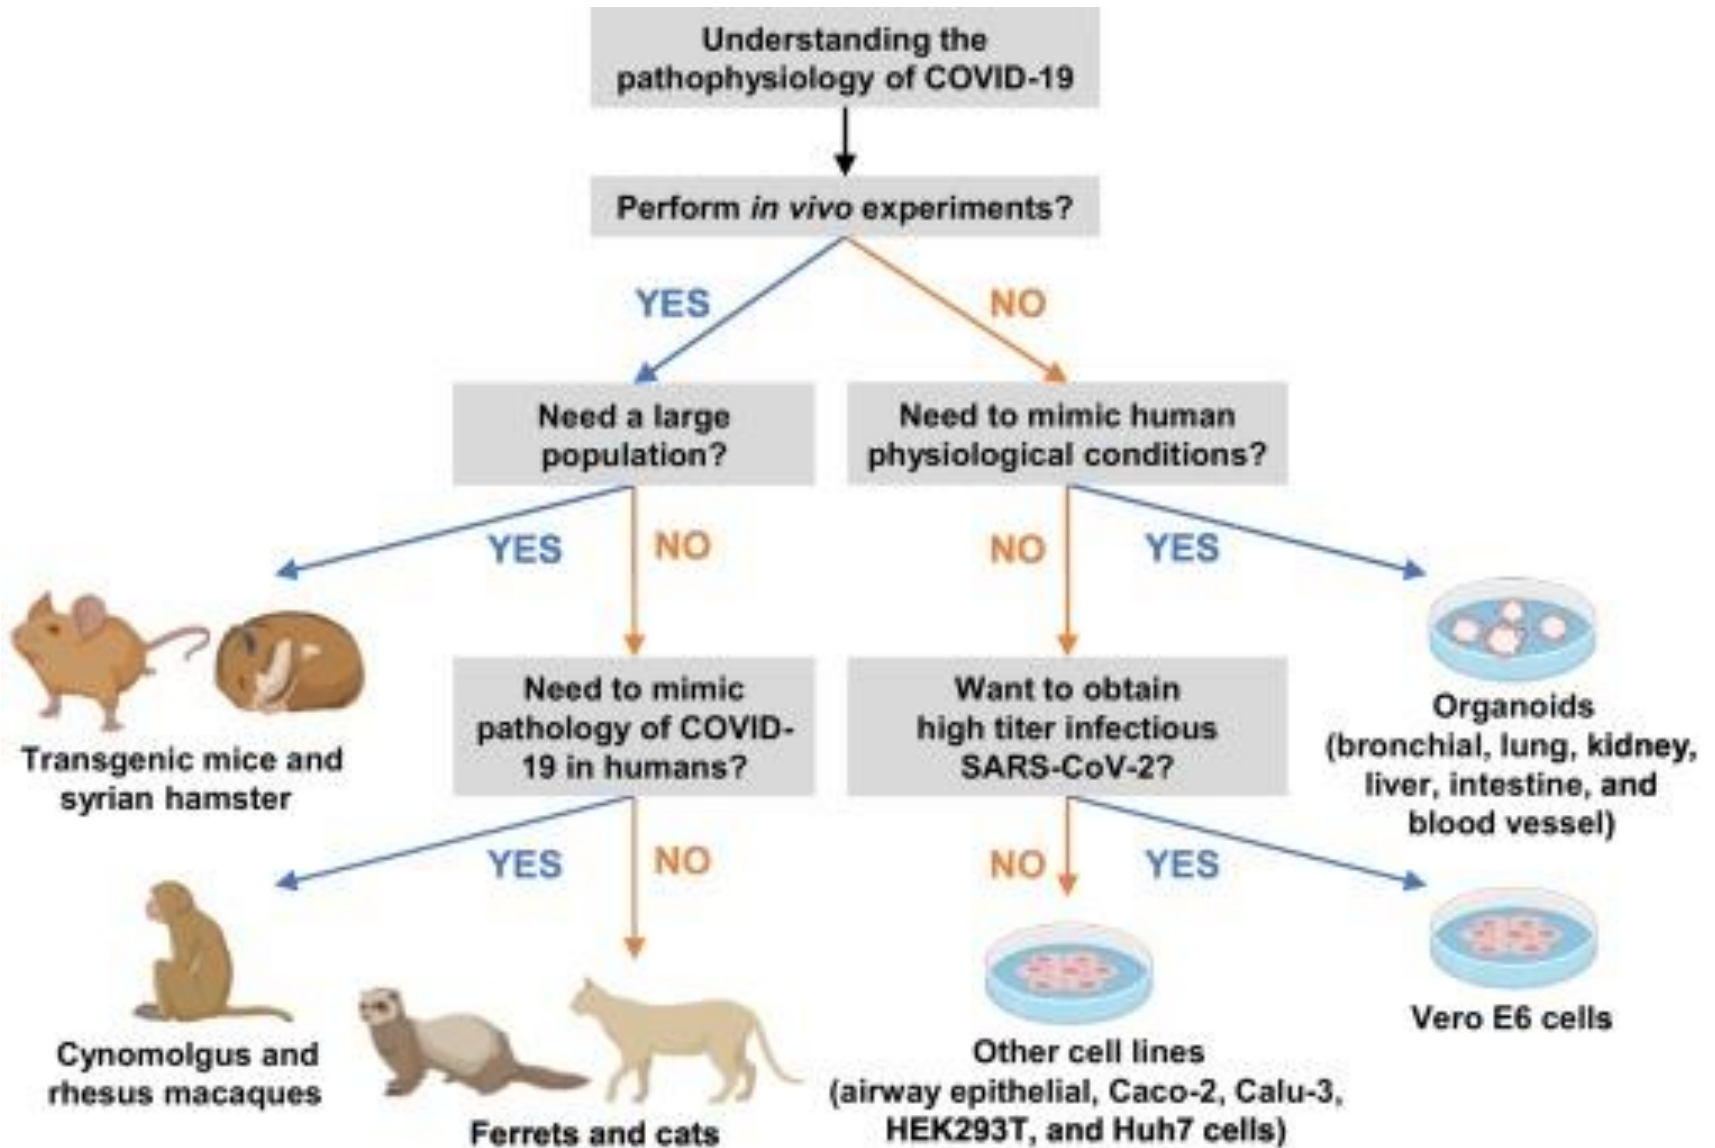 Understanding the
pathophysiology of COVID-19
Perform in vivo experiments?
YES
NO
Need a large
population?
Need to mimic human
physiological conditions?
YES
NO
NO
YES
Transgenic mice and
syrian hamster
Need to mimic
pathology of COVID-
19 in humans?
Want to obtain
high titer infectious
SARS-CoV-2?
Organoids
(bronchial, lung, kidney,
liver, intestine, and
blood vessel)
YES
NO
NO
YES
Cynomolgus and
rhesus macaques
Ferrets and cats
Other cell lines
(airway epithelial, Caco-2, Calu-3,
HEK293T, and Huh7 cells)
Vero E6 cells